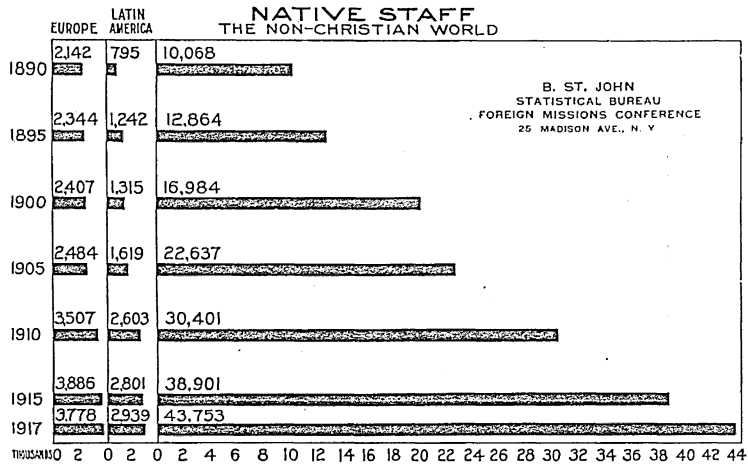 NATIVE STAFF
EUROPE LATIN AMERICA THE NON-CHRISTIAN WORLD
2,142 795 10,068
1890
B. ST. JOHN
STATISTICAL BUREAU
FOREIGN MISSIONS CONFERENCE
25 MADISON AVE., N. Y
2,344 1,242 12,864
1895
2,407 1,315 16,984
1900
2,484 1,619 22,637
1905
3,507 2,603 30,401
1910
3,886 2,801 38,901
1915
3,778 2,939 43,753
1917
THOUSANDS 0 2 0 2 0 2 4 6 8 10 12 14 16 18 20 22 24 26 28 30 32 34 36 38 40 42 44